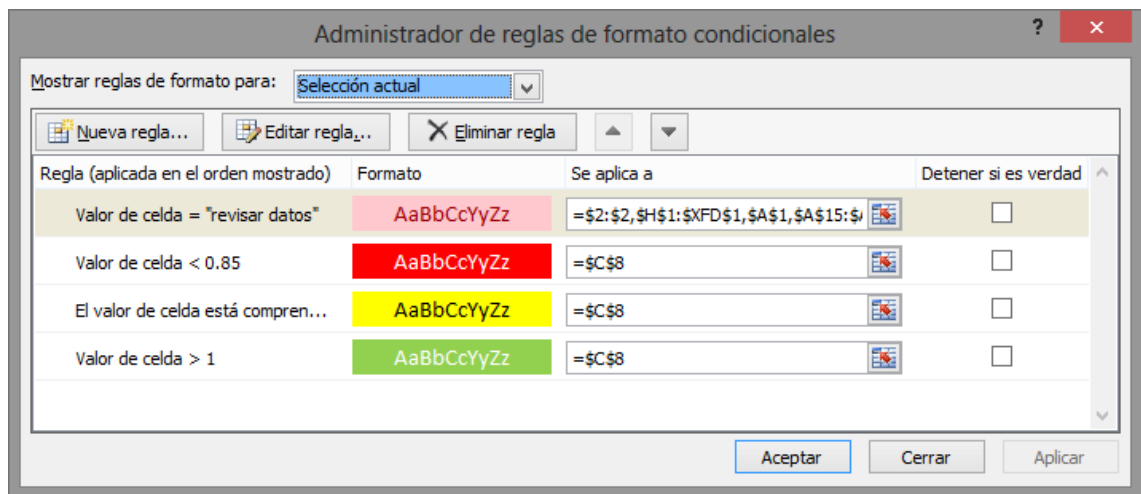 Administrador de reglas de formato condicionales
?
Mostrar reglas de formato para: Selección actual
Nueva regla... Editar regla... Eliminar regla
Regla (aplicada en el orden mostrado) Formato Se aplica a Detener si es verdad
Valor de celda = "revisar datos" AaBbCcYyZz =$2:$2,$H$1:$XFD$1,$A$1,$A$15:$
Valor de celda < 0.85 AaBbCcYyZz =$C$8
El valor de celda está compren... AaBbCcYyZz =$C$8
Valor de celda > 1 AaBbCcYyZz =$C$8
Aceptar Cerrar Aplicar